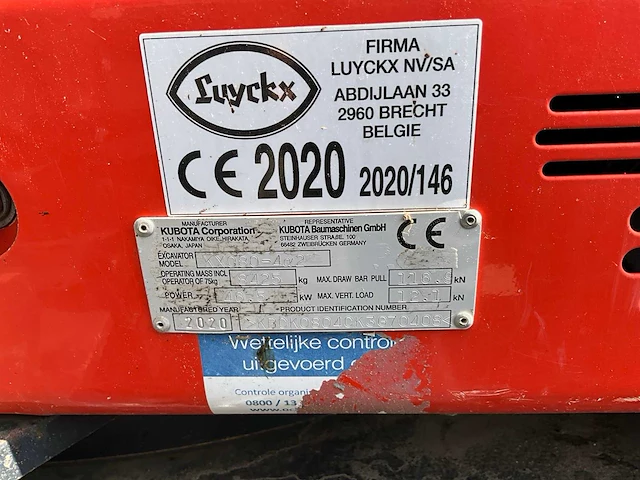 Luyckx
FIRMA
LUYCKX NV/SA
ABDIJLAAN 33
2960 BRECHT
BELGIE
CE 2020 2020/146
MANUFACTURER
KUBOTA Corporation
1-1-1 NAKAMIYA OIKE, HIRAKATA,
OSAKA, JAPAN
REPRESENTATIVE
KUBOTA Baumaschinen GmbH
STEINHAUSER STRAßE, 100
66482 ZWEIBRÜCKEN GERMANY
CE
EXCAVATOR
MODEL
OPERATING MASS INCL
OPERATOR OF 75kg
kg
MAX. DRAW BAR PULL
kN
POWER
kW
MAX. VERT. LOAD
kN
MANUFACTURED YEAR
2020
PRODUCT IDENTIFICATION NUMBER
Wettelijke control
uitgevoerd
Controle
0800 / 13